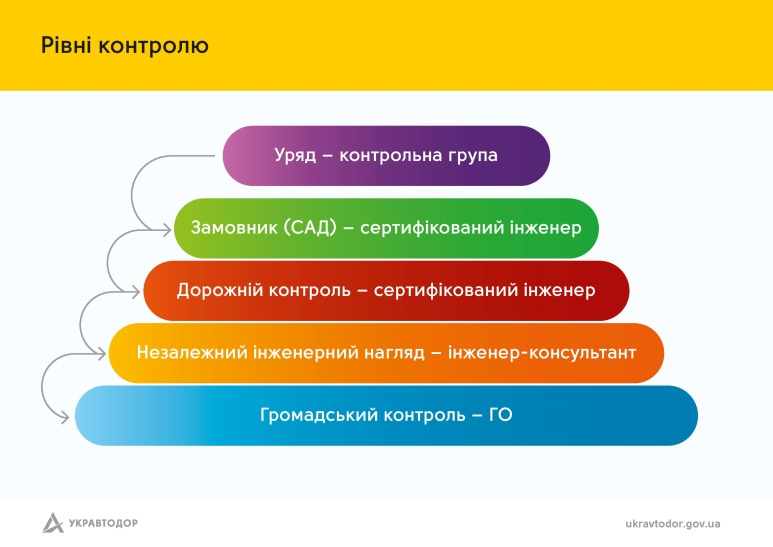 Рівні контролю
Уряд – контрольна група
Замовник (САД) – сертифікований інженер
Дорожній контроль – сертифікований інженер
Незалежний інженерний нагляд – інженер-консультант
Громадський контроль – ГО
УКРАВТОДОР
ukravtodor.gov.ua